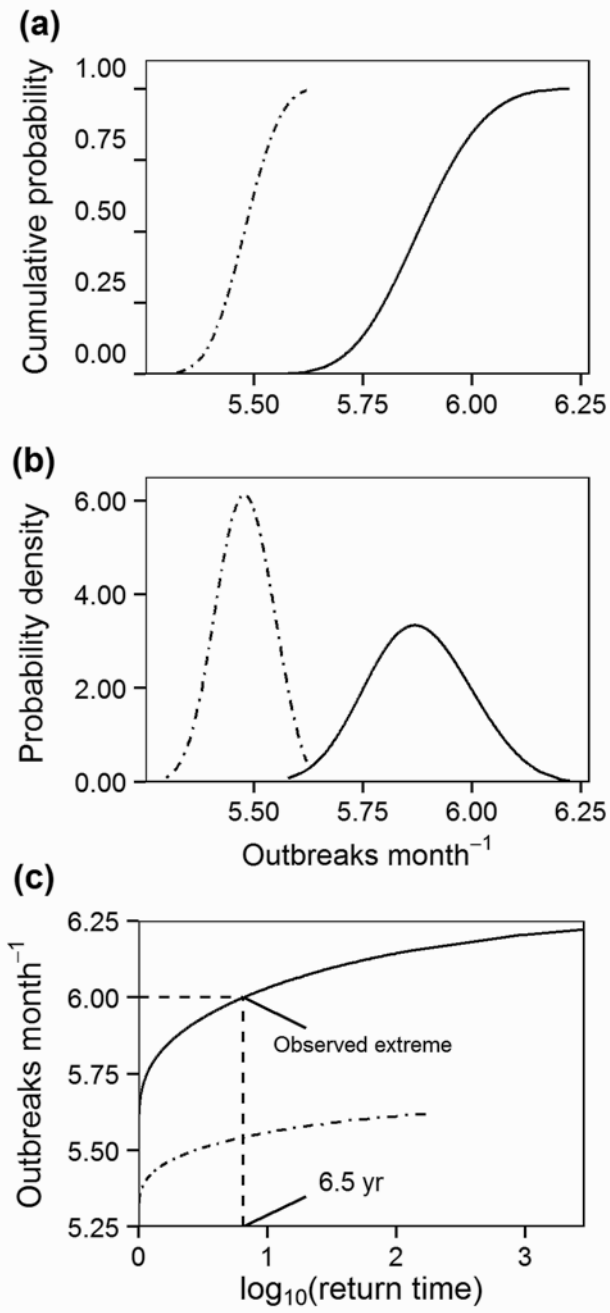 (a)
Cumulative probability
1.00
0.75
0.50
0.25
0.00
5.50 5.75 6.00 6.25
(b)
Probability density
6.00
4.00
2.00
0.00
5.50 5.75 6.00 6.25
Outbreaks month⁻¹
(c)
Outbreaks month⁻¹
6.25
6.00
5.75
5.50
5.25
Observed extreme
6.5 yr
0 1 2 3
log₁₀(return time)